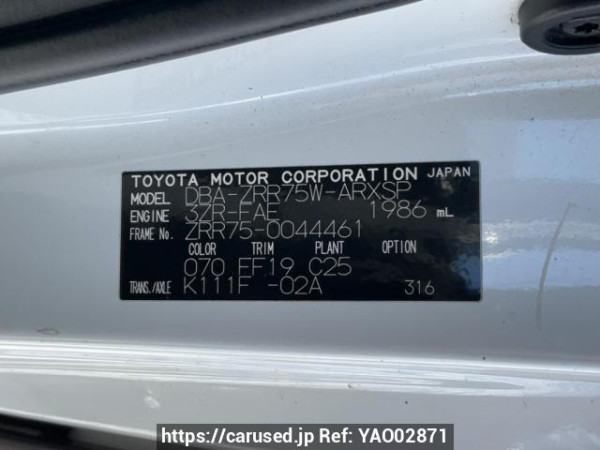 TOYOTA MOTOR CORPORATION JAPAN
MODEL DBA-ZRR75W-ARXSP
ENGINE 3ZR-FAE 1986 mL
FRAME No. ZRR75-0044461
COLOR TRIM PLANT OPTION
070 FF19 C25
TRANS./AXLE K111F -02A 316
https://carused.jp Ref: YAO02871